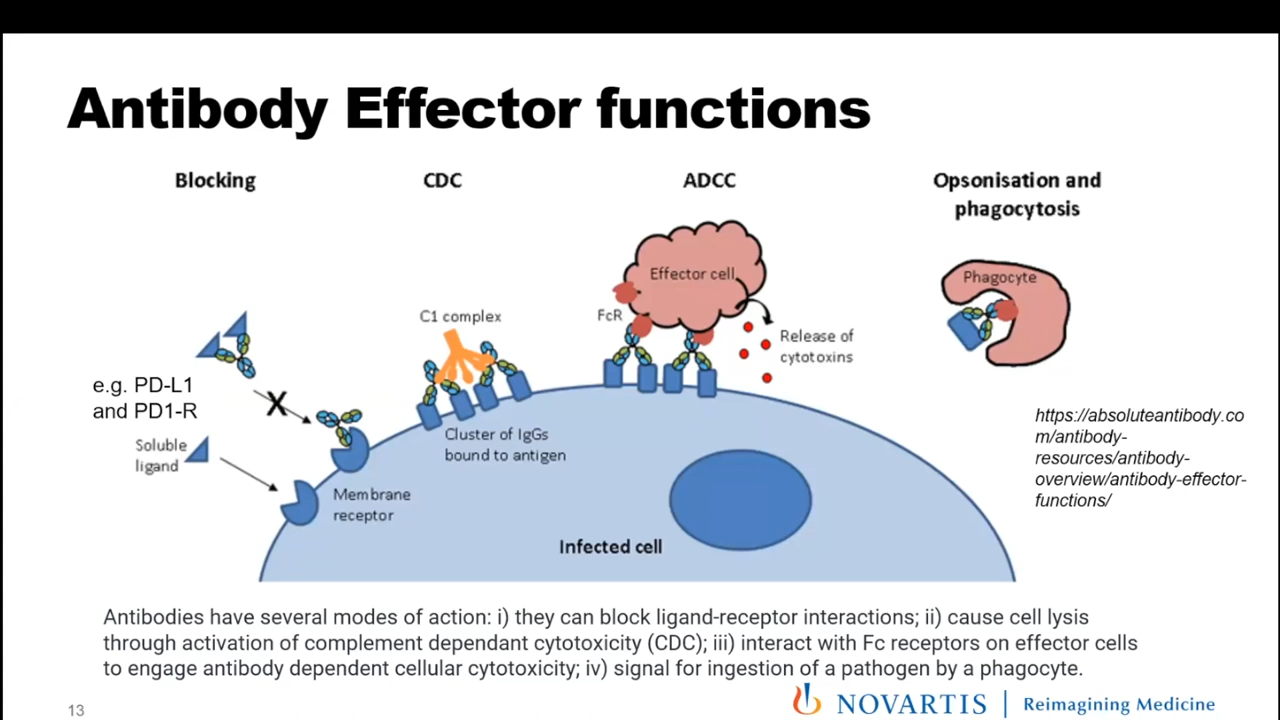 Antibody Effector functions
Blocking
CDC
ADCC
Opsonisation and
phagocytosis
Effector cell
Phagocyte
C1 complex
FcR
Release of
cytotoxins
e.g. PD-L1
and PD1-R
X
Soluble
ligand
Cluster of IgGs
bound to antigen
Membrane
receptor
Infected cell
https://absoluteantibody.co
m/antibody-
resources/antibody-
overview/antibody-effector-
functions/
Antibodies have several modes of action: i) they can block ligand-receptor interactions; ii) cause cell lysis
through activation of complement dependant cytotoxicity (CDC); iii) interact with Fc receptors on effector cells
to engage antibody dependent cellular cytotoxicity; iv) signal for ingestion of a pathogen by a phagocyte.
13
NOVARTIS | Reimagining Medicine